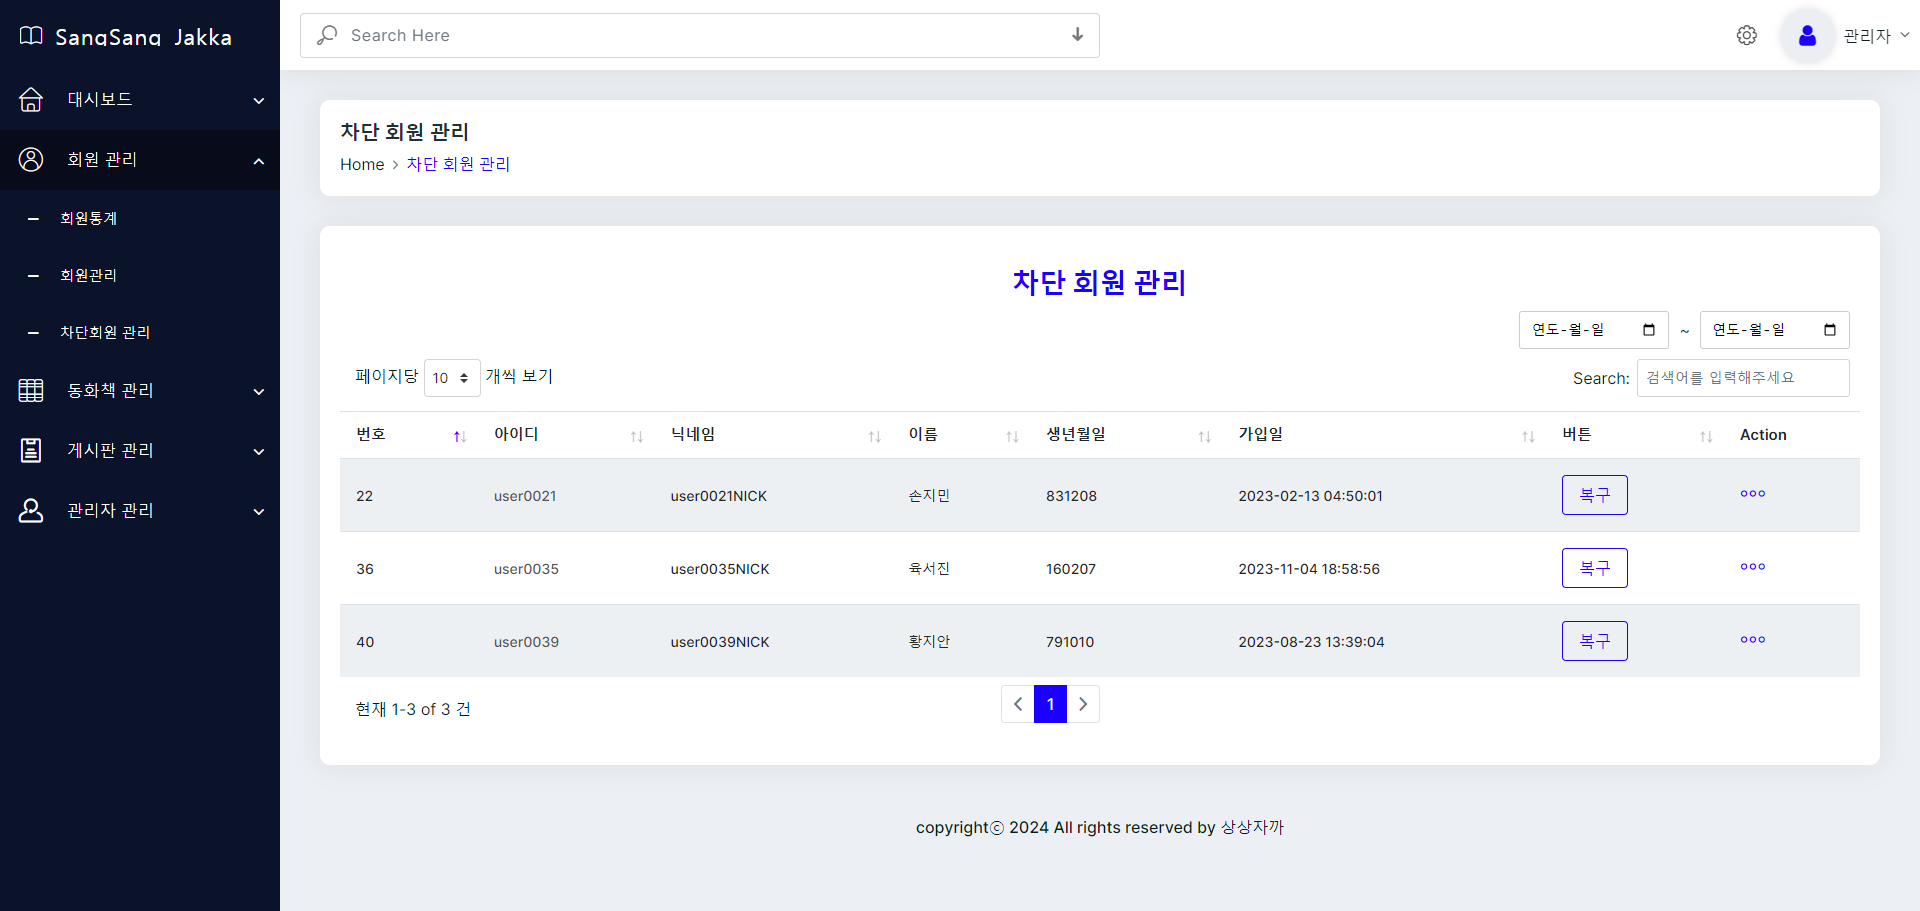 SangSang Jakka
Search Here
관리자
대시보드
회원 관리
회원통계
회원관리
차단회원 관리
동화책 관리
게시판 관리
관리자 관리
차단 회원 관리
Home > 차단 회원 관리
차단 회원 관리
연도-월-일 ~ 연도-월-일
페이지당 10 개씩 보기
Search: 검색어를 입력해주세요
번호 아이디 닉네임 이름 생년월일 가입일 버튼 Action
22 user0021 user0021NICK 손지민 831208 2023-02-13 04:50:01 복구
36 user0035 user0035NICK 육서진 160207 2023-11-04 18:58:56 복구
40 user0039 user0039NICK 황지안 791010 2023-08-23 13:39:04 복구
현재 1-3 of 3 건
1
copyrightⓒ 2024 All rights reserved by 상상자까